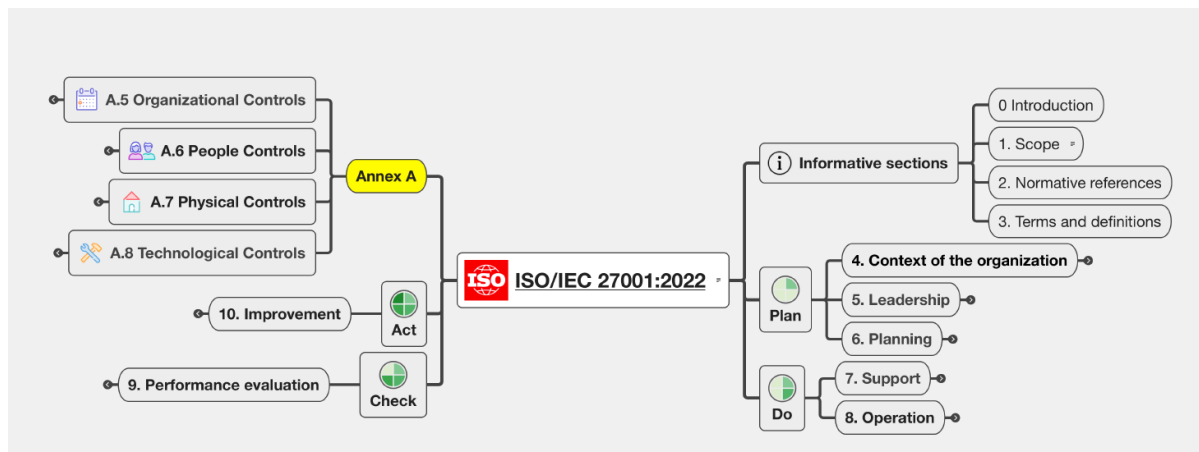 A.5 Organizational Controls
A.6 People Controls
A.7 Physical Controls
A.8 Technological Controls
Annex A
10. Improvement
Act
9. Performance evaluation
Check
ISO
ISO/IEC 27001:2022
i
Informative sections
0 Introduction
1. Scope
2. Normative references
3. Terms and definitions
Plan
4. Context of the organization
5. Leadership
6. Planning
Do
7. Support
8. Operation